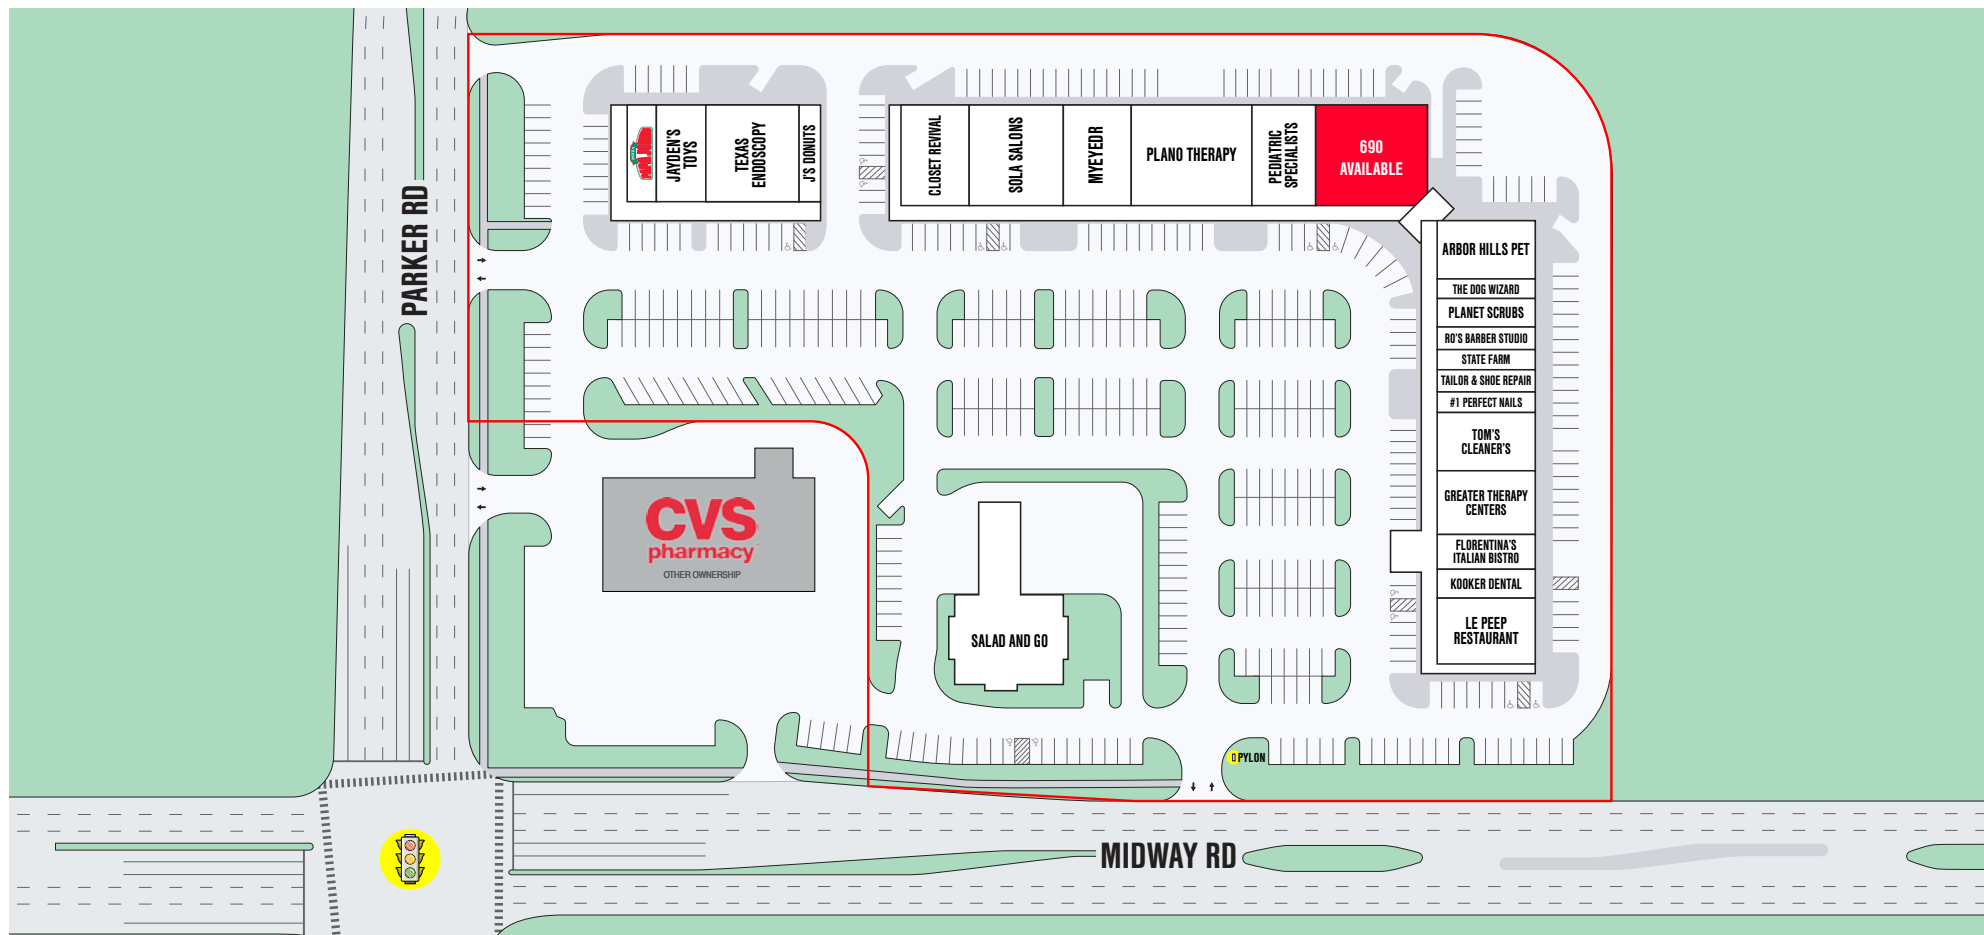 PARKER RD
PAPA JOHNS
JAYDEN'S
TOYS
TEXAS
ENDOSCOPY
J'S DONUTS
CLOSET REVIVAL
SOLA SALONS
MYEYEDR
PLANO THERAPY
PEDIATRIC
SPECIALISTS
690
AVAILABLE
ARBOR HILLS PET
THE DOG WIZARD
PLANET SCRUBS
RO'S BARBER STUDIO
STATE FARM
TAILOR & SHOE REPAIR
#1 PERFECT NAILS
TOM'S
CLEANER'S
GREATER THERAPY
CENTERS
FLORENTINA'S
ITALIAN BISTRO
KOOKER DENTAL
LE PEEP
RESTAURANT
CVS
pharmacy
OTHER OWNERSHIP
SALAD AND GO
PYLON
MIDWAY RD